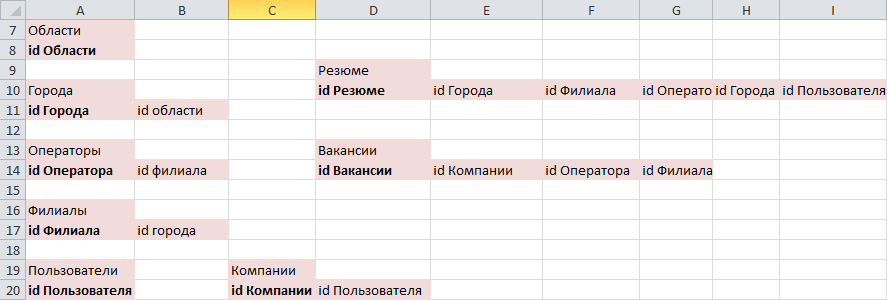 A B C D E F G H I
7 Области
8 id Области
9 Резюме
10 Города id Резюме id Города id Филиала id Операто id Города id Пользователя
11 id Города id области
12
13 Операторы Вакансии
14 id Оператора id филиала id Вакансии id Компании id Оператора id Филиала
15
16 Филиалы
17 id Филиала id города
18
19 Пользователи Компании
20 id Пользователя id Компании id Пользователя